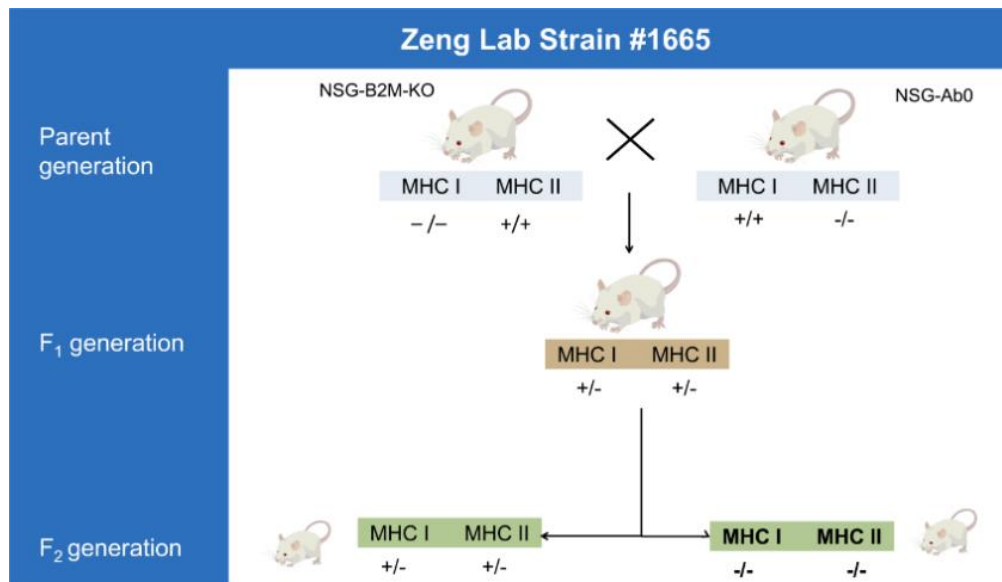 Zeng Lab Strain #1665
NSG-B2M-KO
NSG-Ab0
Parent
generation
MHC I MHC II
–/– +/+
MHC I MHC II
+/+ -/-
F₁ generation
MHC I MHC II
+/- +/-
F₂ generation
MHC I MHC II
+/- +/-
MHC I MHC II
-/- -/-